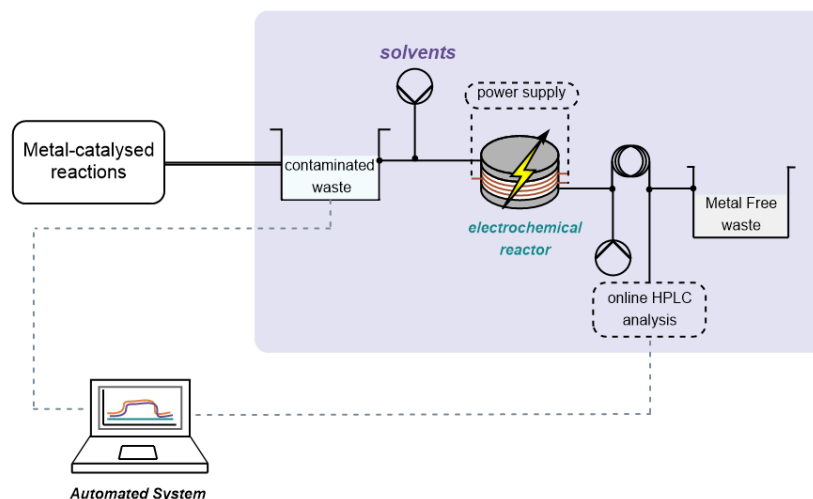 solvents
power supply
Metal-catalysed
reactions
contaminated
waste
electrochemical
reactor
Metal Free
waste
online HPLC
analysis
Automated System